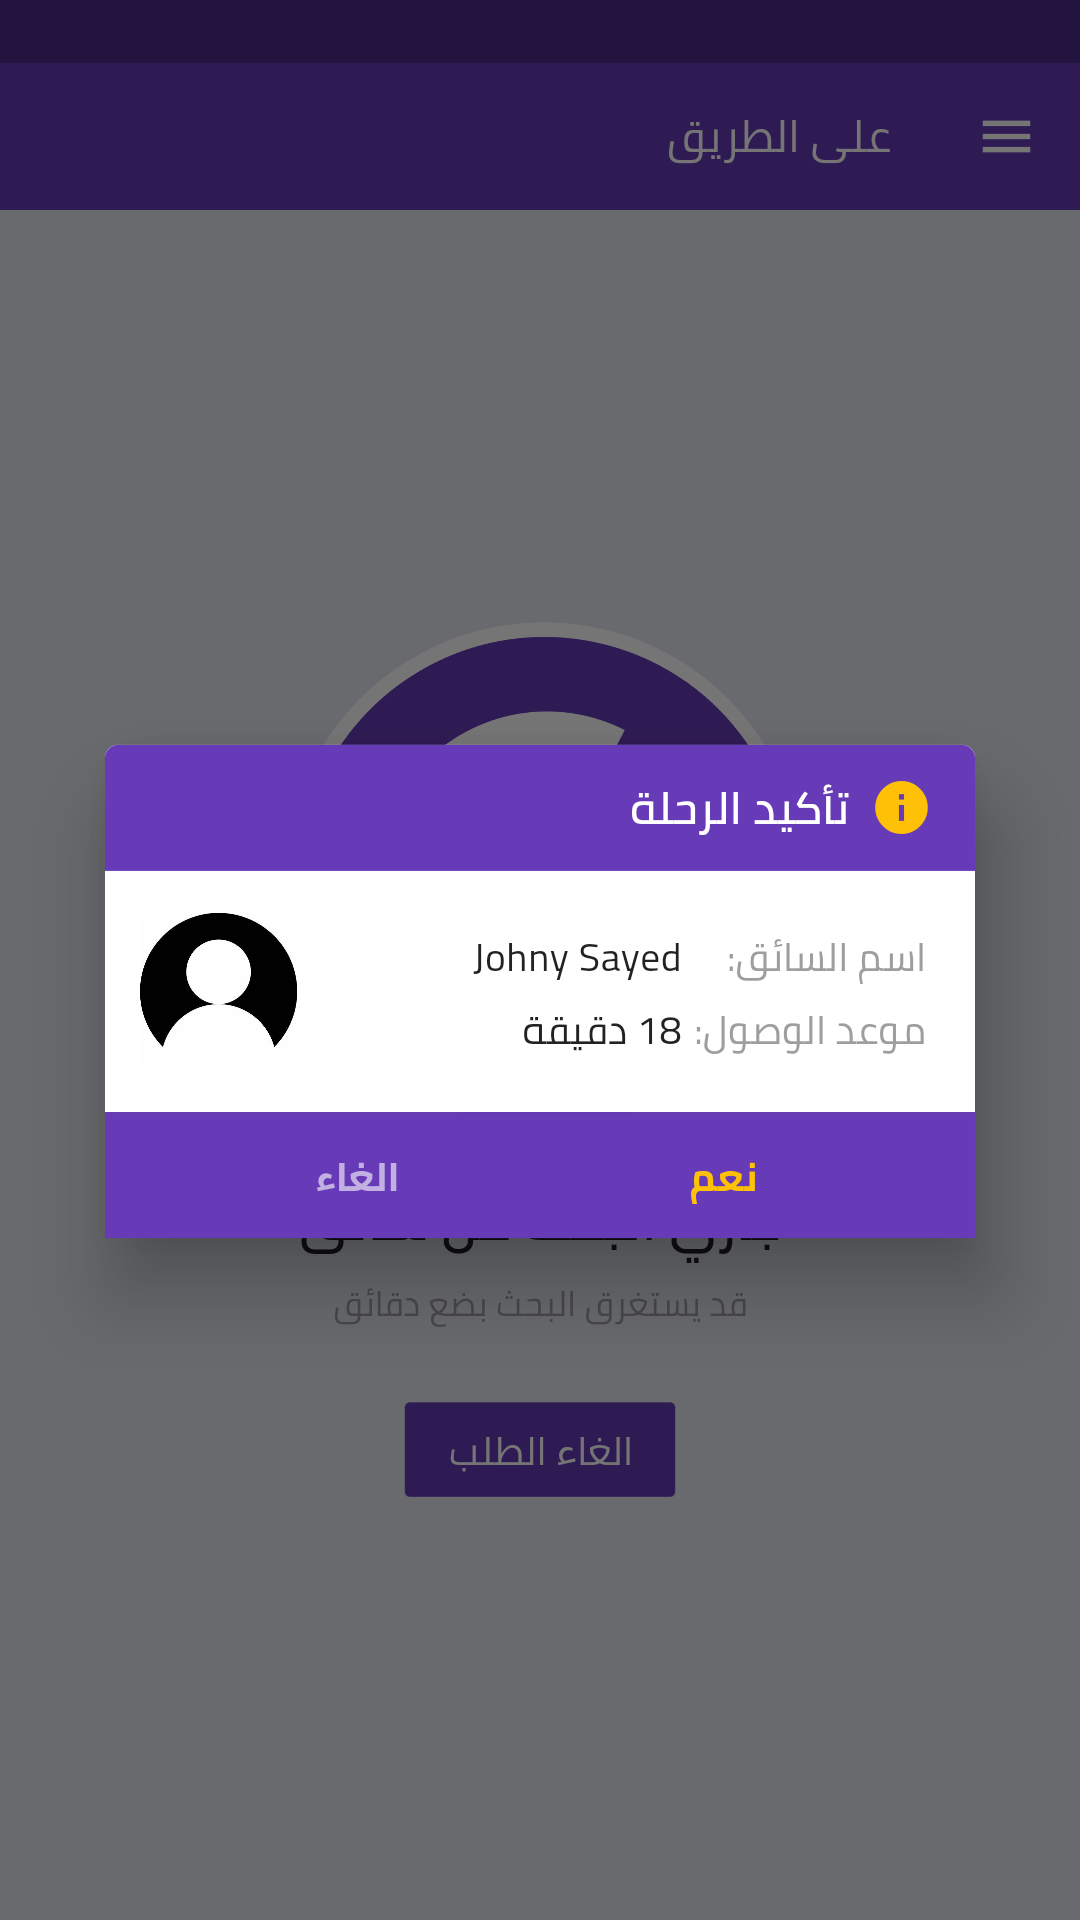 على الطريق
تأكيد الرحلة
اسم السائق: Johny Sayed
موعد الوصول: 18 دقيقة
نعم
الغاء
قد يستغرق البحث بضع دقائق
الغاء الطلب